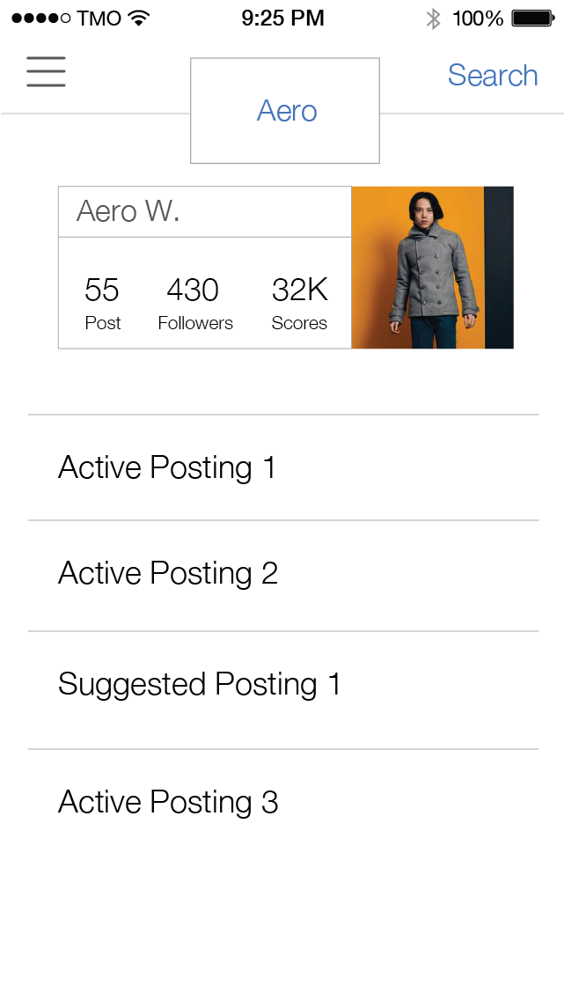 TMO 9:25 PM 100%
Search
Aero
Aero W.
55 430 32K
Post Followers Scores
Active Posting 1
Active Posting 2
Suggested Posting 1
Active Posting 3